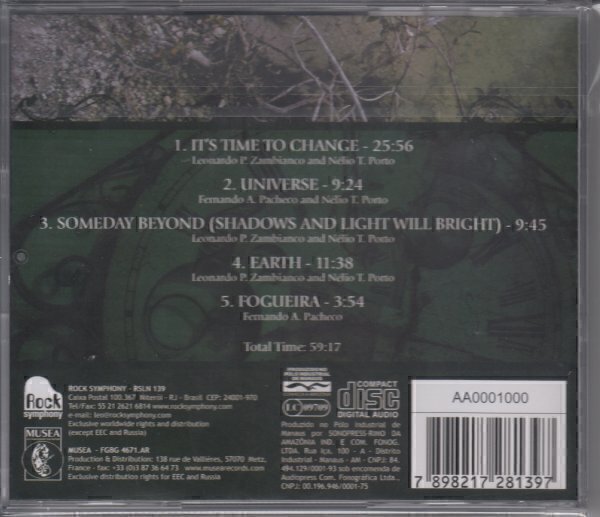 1. IT'S TIME TO CHANGE - 25:56
Leonardo P. Zambianco and Nélio T. Porto
2. UNIVERSE - 9:24
Fernando A. Pacheco and Nélio T. Porto
3. SOMEDAY BEYOND (SHADOWS AND LIGHT WILL BRIGHT) - 9:45
Leonardo P. Zambianco and Nélio T. Porto
4. EARTH - 11:38
Leonardo P. Zambianco and Nélio T. Porto
5. FOGUEIRA - 3:54
Fernando A. Pacheco
Total Time: 59:17
Rock
symphony
MUSEA
ROCK SYMPHONY - RSLN 139
Caixa Postal 100.367 Niterói - RJ - Brasil CEP: 24001-970
Tel/Fax: 55 21 2621 6814 www.rocksymphony.com
e-mail: leo@rocksymphony.com
Exclusive worldwide rights and distribution
(except EEC and Russia)
MUSEA - FGBG 4671.AR
Production & Distribution: 138 rue de Vallières, 57070 Metz,
France - fax: +33 (0)3 87 36 64 73 www.musearecords.com
Exclusive distribution rights for EEC and Russia
PRODUZIDO NO
PÓLO INDUSTRIAL
DE MANAUS
LC 09709
COMPACT
disc
DIGITAL AUDIO
Produzido no Pólo industrial de
Manaus por SONOPRESS-RIMO DA
AMAZÔNIA IND. E COM. FONOG.
LTDA. Rua Içá, 100 - A - Distrito
Industrial - Manaus - AM - CNPJ: 84.
494.129/0001-93 sob encomenda de
Audiopress Com. Fonográfica Ltda..
CNPJ: 00.196.946/0001-75
AA0001000
7 898217 281397